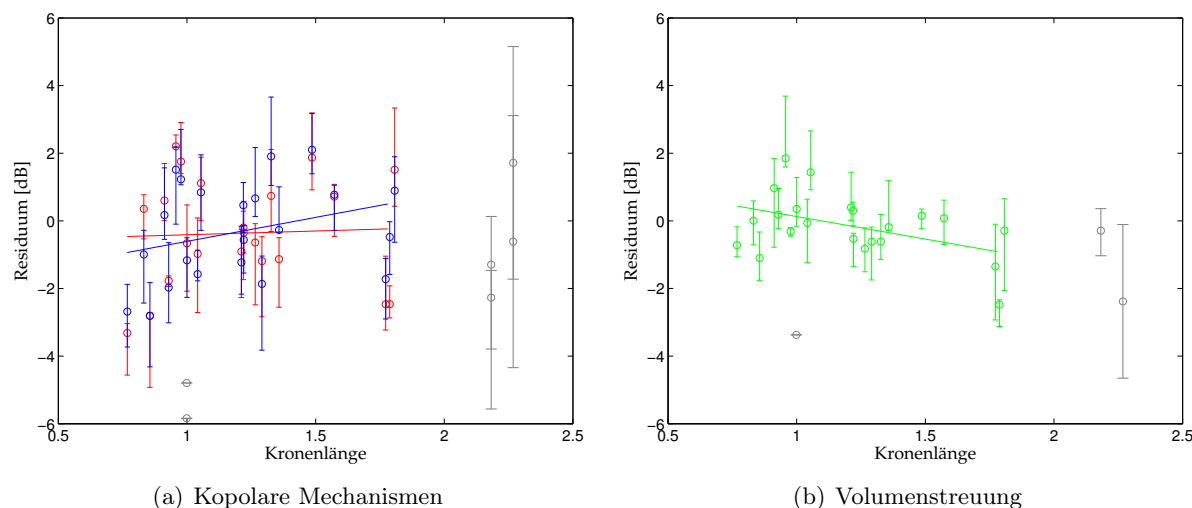 6
4
2
0
−2
−4
−6
0.5 1 1.5 2 2.5
Residuum [dB]
Kronenlänge
(a) Kopolare Mechanismen
6
4
2
0
−2
−4
−6
0.5 1 1.5 2 2.5
Residuum [dB]
Kronenlänge
(b) Volumenstreuung